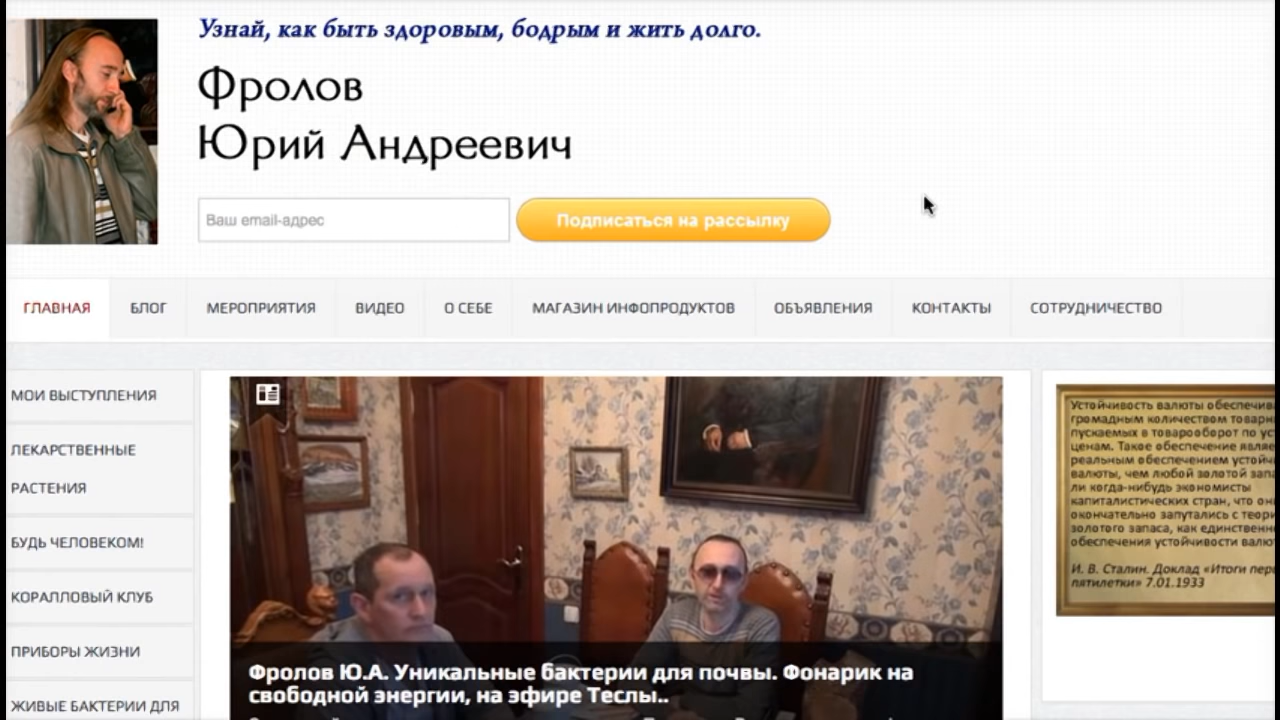 Узнай, как быть здоровым, бодрым и жить долго.
Фролов
Юрий Андреевич
Ваш email-адрес
Подписаться на рассылку
ГЛАВНАЯ
БЛОГ
МЕРОПРИЯТИЯ
ВИДЕО
О СЕБЕ
МАГАЗИН ИНФОПРОДУКТОВ
ОБЪЯВЛЕНИЯ
КОНТАКТЫ
СОТРУДНИЧЕСТВО
МОИ ВЫСТУПЛЕНИЯ
ЛЕКАРСТВЕННЫЕ
РАСТЕНИЯ
БУДЬ ЧЕЛОВЕКОМ!
КОРАЛЛОВЫЙ КЛУБ
ПРИБОРЫ ЖИЗНИ
ЖИВЫЕ БАКТЕРИИ ДЛЯ
Фролов Ю.А. Уникальные бактерии для почвы. Фонарик на
свободной энергии, на эфире Теслы..
Устойчивость валюты обеспечива
громадным количеством товарн
пускаемых в товарооборот по ус
ценам. Такое обеспечение являе
реальным обеспечением устойч
валюты, чем любой золотой запа
ли когда-нибудь экономисты
капиталистических стран, что он
окончательно запутались с теори
золотого запаса, как единственн
обеспечения устойчивости валю
И. В. Сталин. Доклад «Итоги пер
пятилетки» 7.01.1933